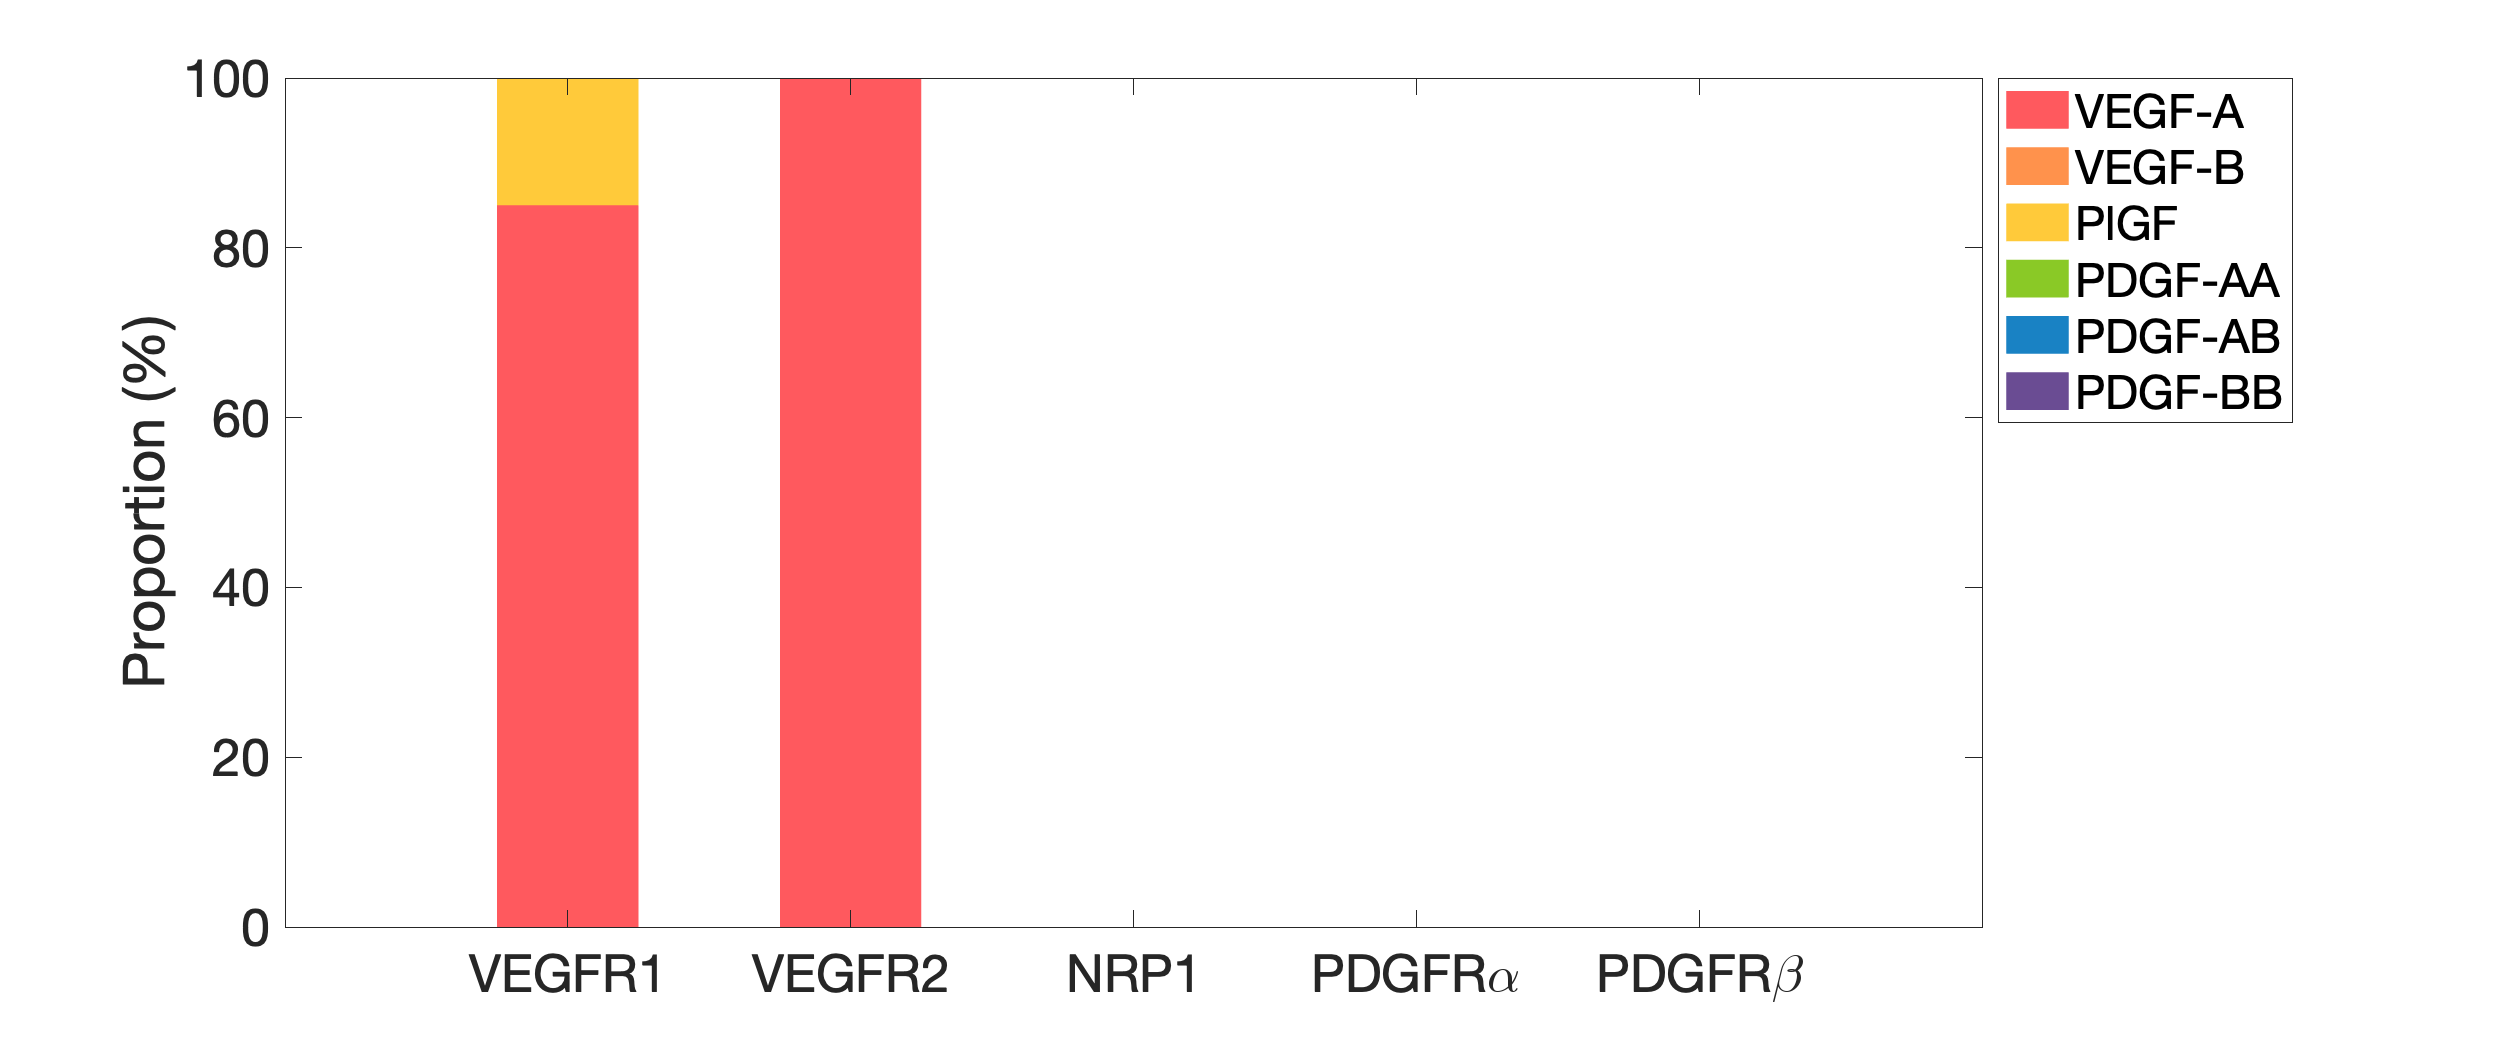 Proportion (%)
100
80
60
40
20
0
VEGFR1 VEGFR2 NRP1 PDGFRα PDGFRβ
VEGF-A
VEGF-B
PlGF
PDGF-AA
PDGF-AB
PDGF-BB